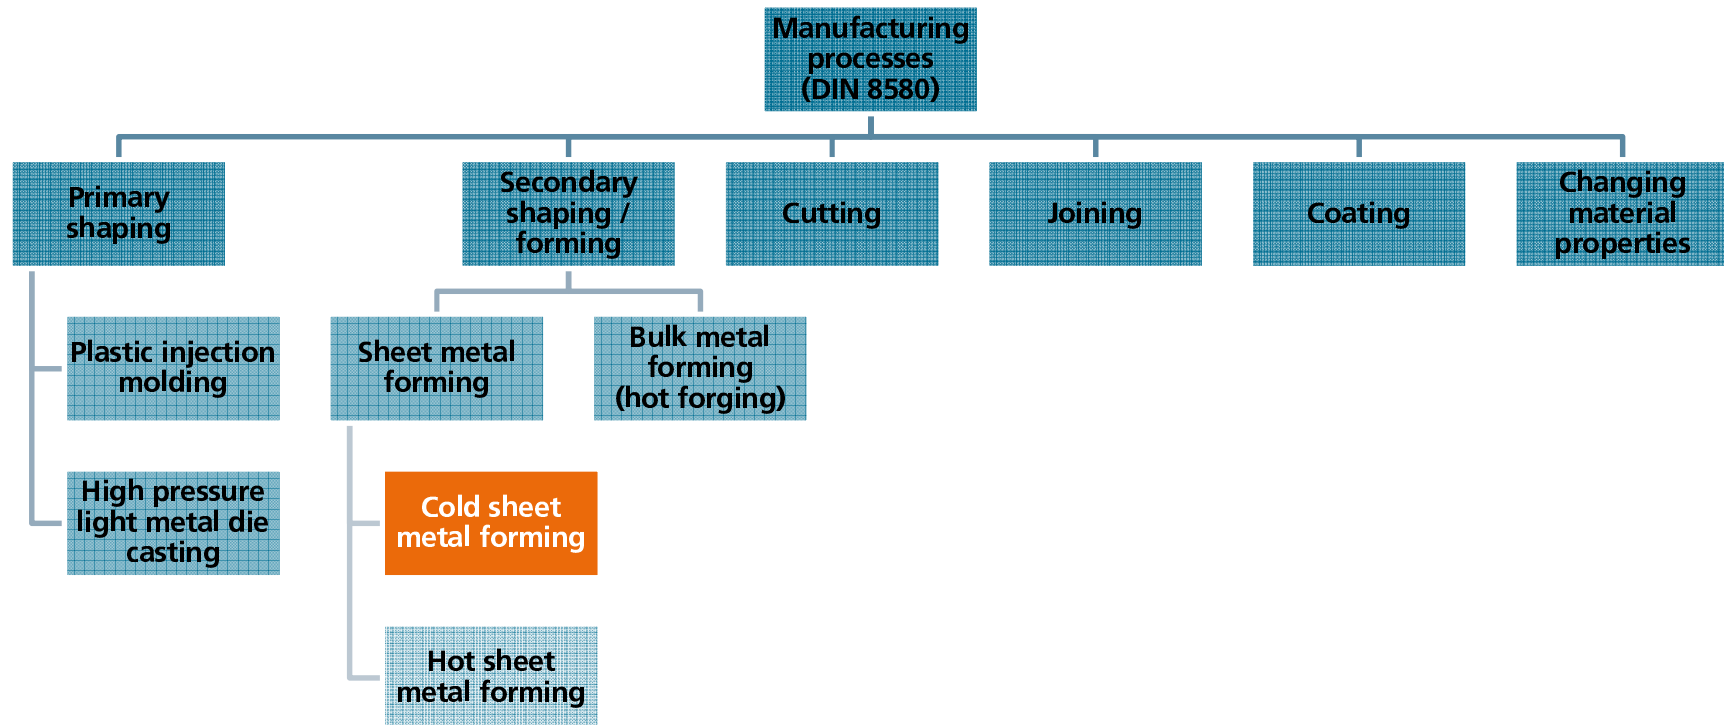 Manufacturing
processes
(DIN 8580)
Primary
shaping
Secondary
shaping /
forming
Cutting
Joining
Coating
Changing
material
properties
Plastic injection
molding
Sheet metal
forming
Bulk metal
forming
(hot forging)
High pressure
light metal die
casting
Cold sheet
metal forming
Hot sheet
metal forming